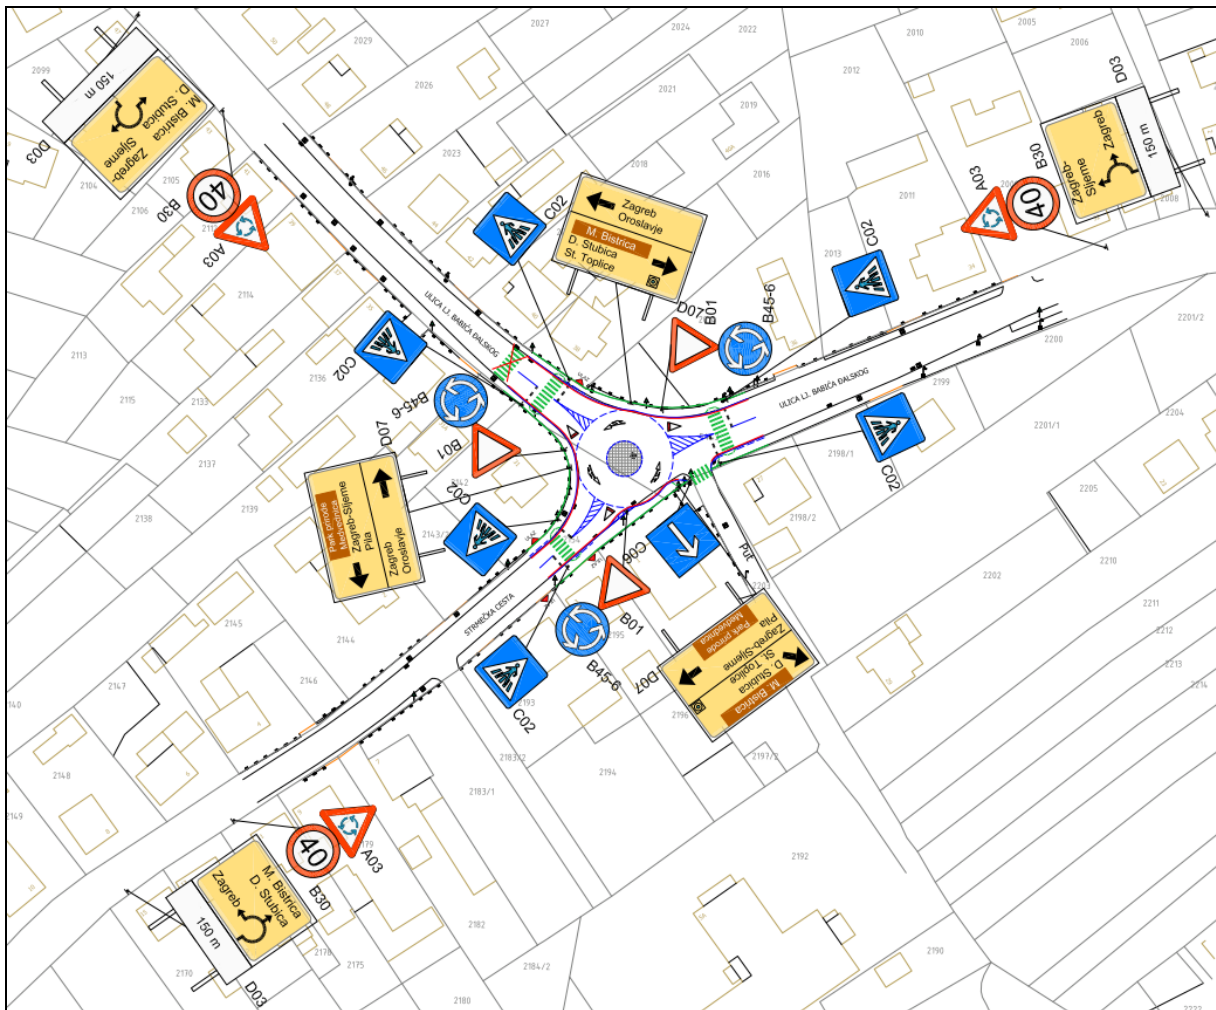 150 m
M. Bistrica
D. Stubica
Zagreb-
Sljeme
D03
40
B30
A03
C02
Zagreb
Oroslavje
M. Bistrica
D. Stubica
St. Toplice
D07
B01
B45-6
C02
A03
40
B30
D03
Zagreb
Zagreb-
Sljeme
150 m
ULICA LJ. BABIĆA ĐALSKOG
ULICA LJ. BABIĆA ĐALSKOG
C02
B45-6
B01
D07
C02
Park prirode
Medvednica
Zagreb-Sljeme
Pila
Zagreb
Oroslavje
STRMEČKA CESTA
C02
C06
Put
B01
B45-6
C02
D07
Park prirode
Medvednica
Pila
Zagreb-Sljeme
St. Toplice
D. Stubica
M. Bistrica
A03
40
B30
Zagreb
M. Bistrica
D. Stubica
150 m
D03
2099
2104
2105
2106
2029
2027
2026
2024
2022
2023
2021
2019
2018
2016
2012
2010
2011
2013
2005
2006
2008
2114
2113
2115
2133
2136
2137
2138
2139
2142
2144
2145
2146
2147
2148
2149
2140
2170
2175
2180
2182
2183/1
2183/2
2184/2
2193
2194
2195
2196
2197/2
2192
2190
2198/1
2198/2
2199
2200
2201/1
2201/2
2202
2203
2204
2205
2210
2211
2212
2213
2214